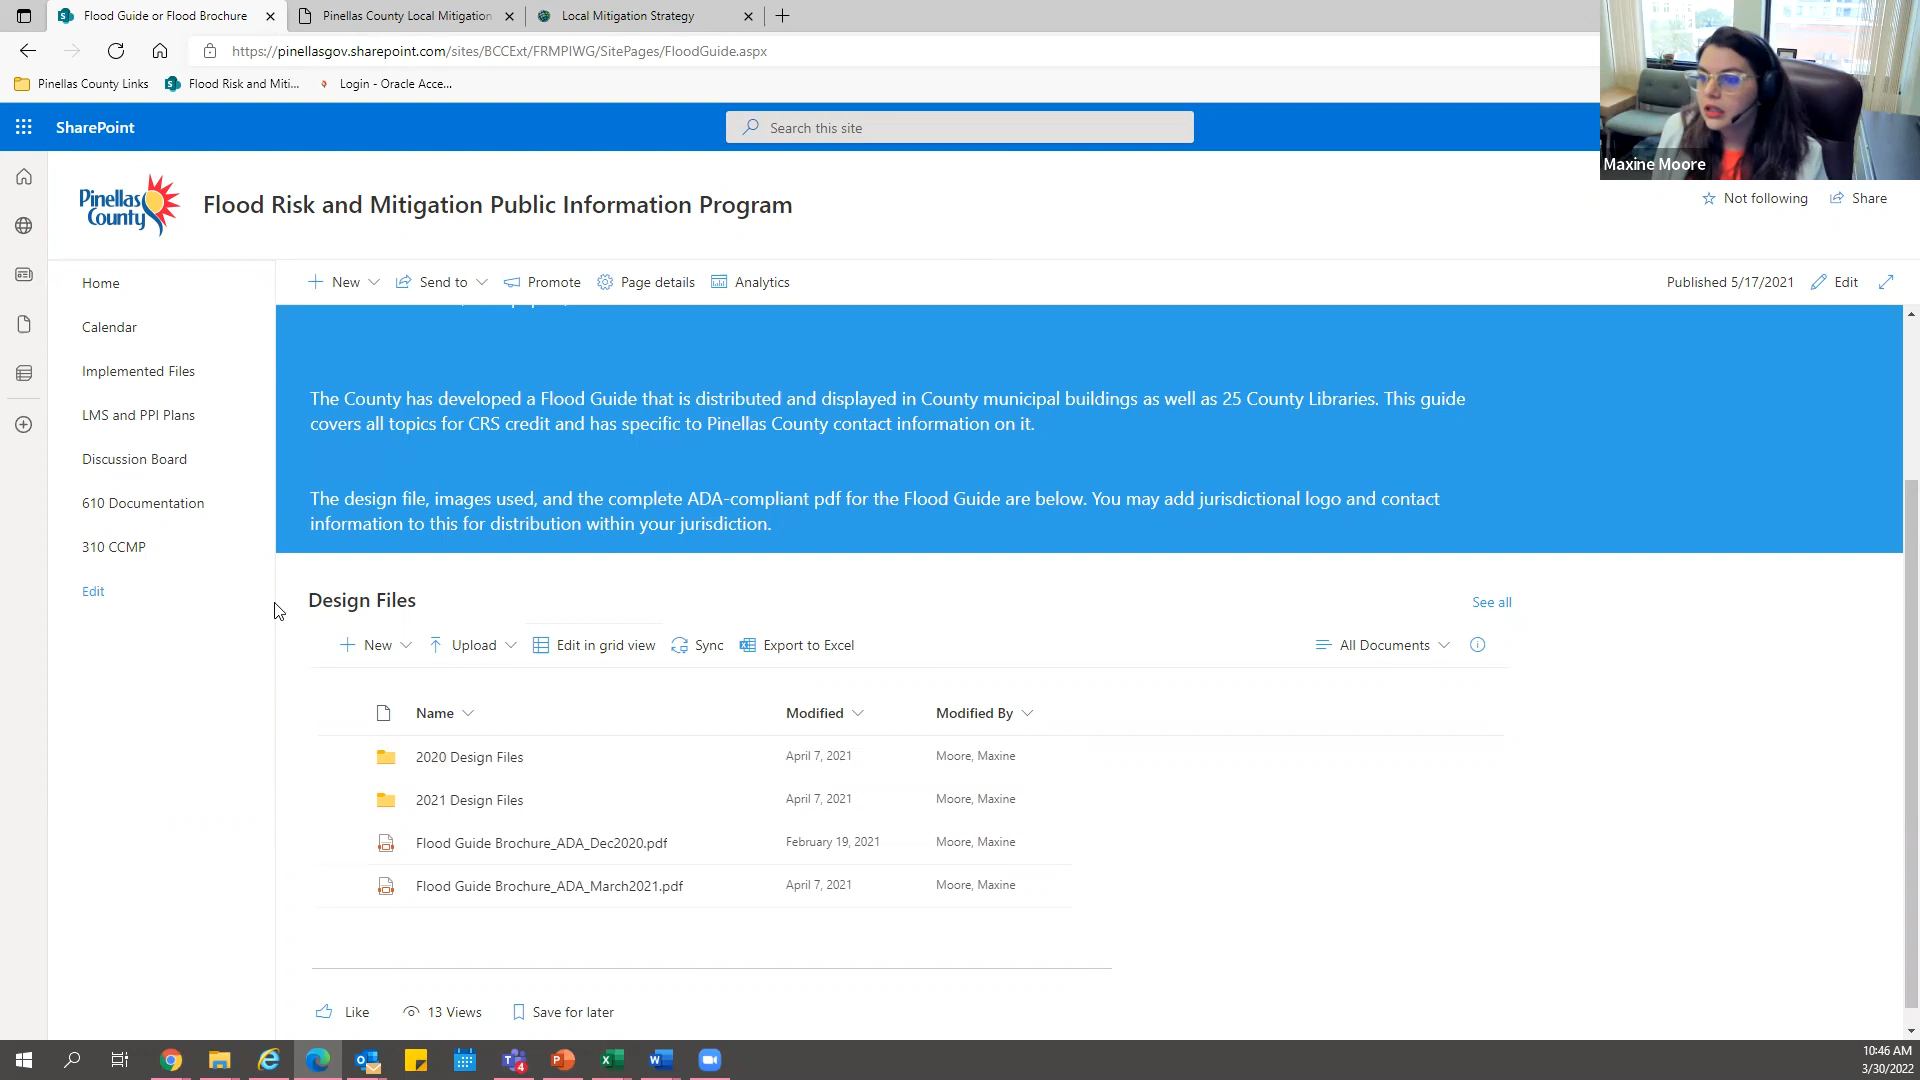 Flood Guide or Flood Brochure
Pinellas County Local Mitigation
Local Mitigation Strategy
https://pinellasgov.sharepoint.com/sites/BCCExt/FRMPIWG/SitePages/FloodGuide.aspx
Pinellas County Links
Flood Risk and Miti...
Login - Oracle Acce...
SharePoint
Search this site
Maxine Moore
Pinellas
County
Flood Risk and Mitigation Public Information Program
Not following
Share
Home
Calendar
Implemented Files
LMS and PPI Plans
Discussion Board
610 Documentation
310 CCMP
Edit
New
Send to
Promote
Page details
Analytics
Published 5/17/2021
Edit
The County has developed a Flood Guide that is distributed and displayed in County municipal buildings as well as 25 County Libraries. This guide
covers all topics for CRS credit and has specific to Pinellas County contact information on it.
The design file, images used, and the complete ADA-compliant pdf for the Flood Guide are below. You may add jurisdictional logo and contact
information to this for distribution within your jurisdiction.
Design Files
See all
New
Upload
Edit in grid view
Sync
Export to Excel
All Documents
Name
Modified
Modified By
2020 Design Files
April 7, 2021
Moore, Maxine
2021 Design Files
April 7, 2021
Moore, Maxine
Flood Guide Brochure_ADA_Dec2020.pdf
February 19, 2021
Moore, Maxine
Flood Guide Brochure_ADA_March2021.pdf
April 7, 2021
Moore, Maxine
Like
13 Views
Save for later
4
10:46 AM
3/30/2022